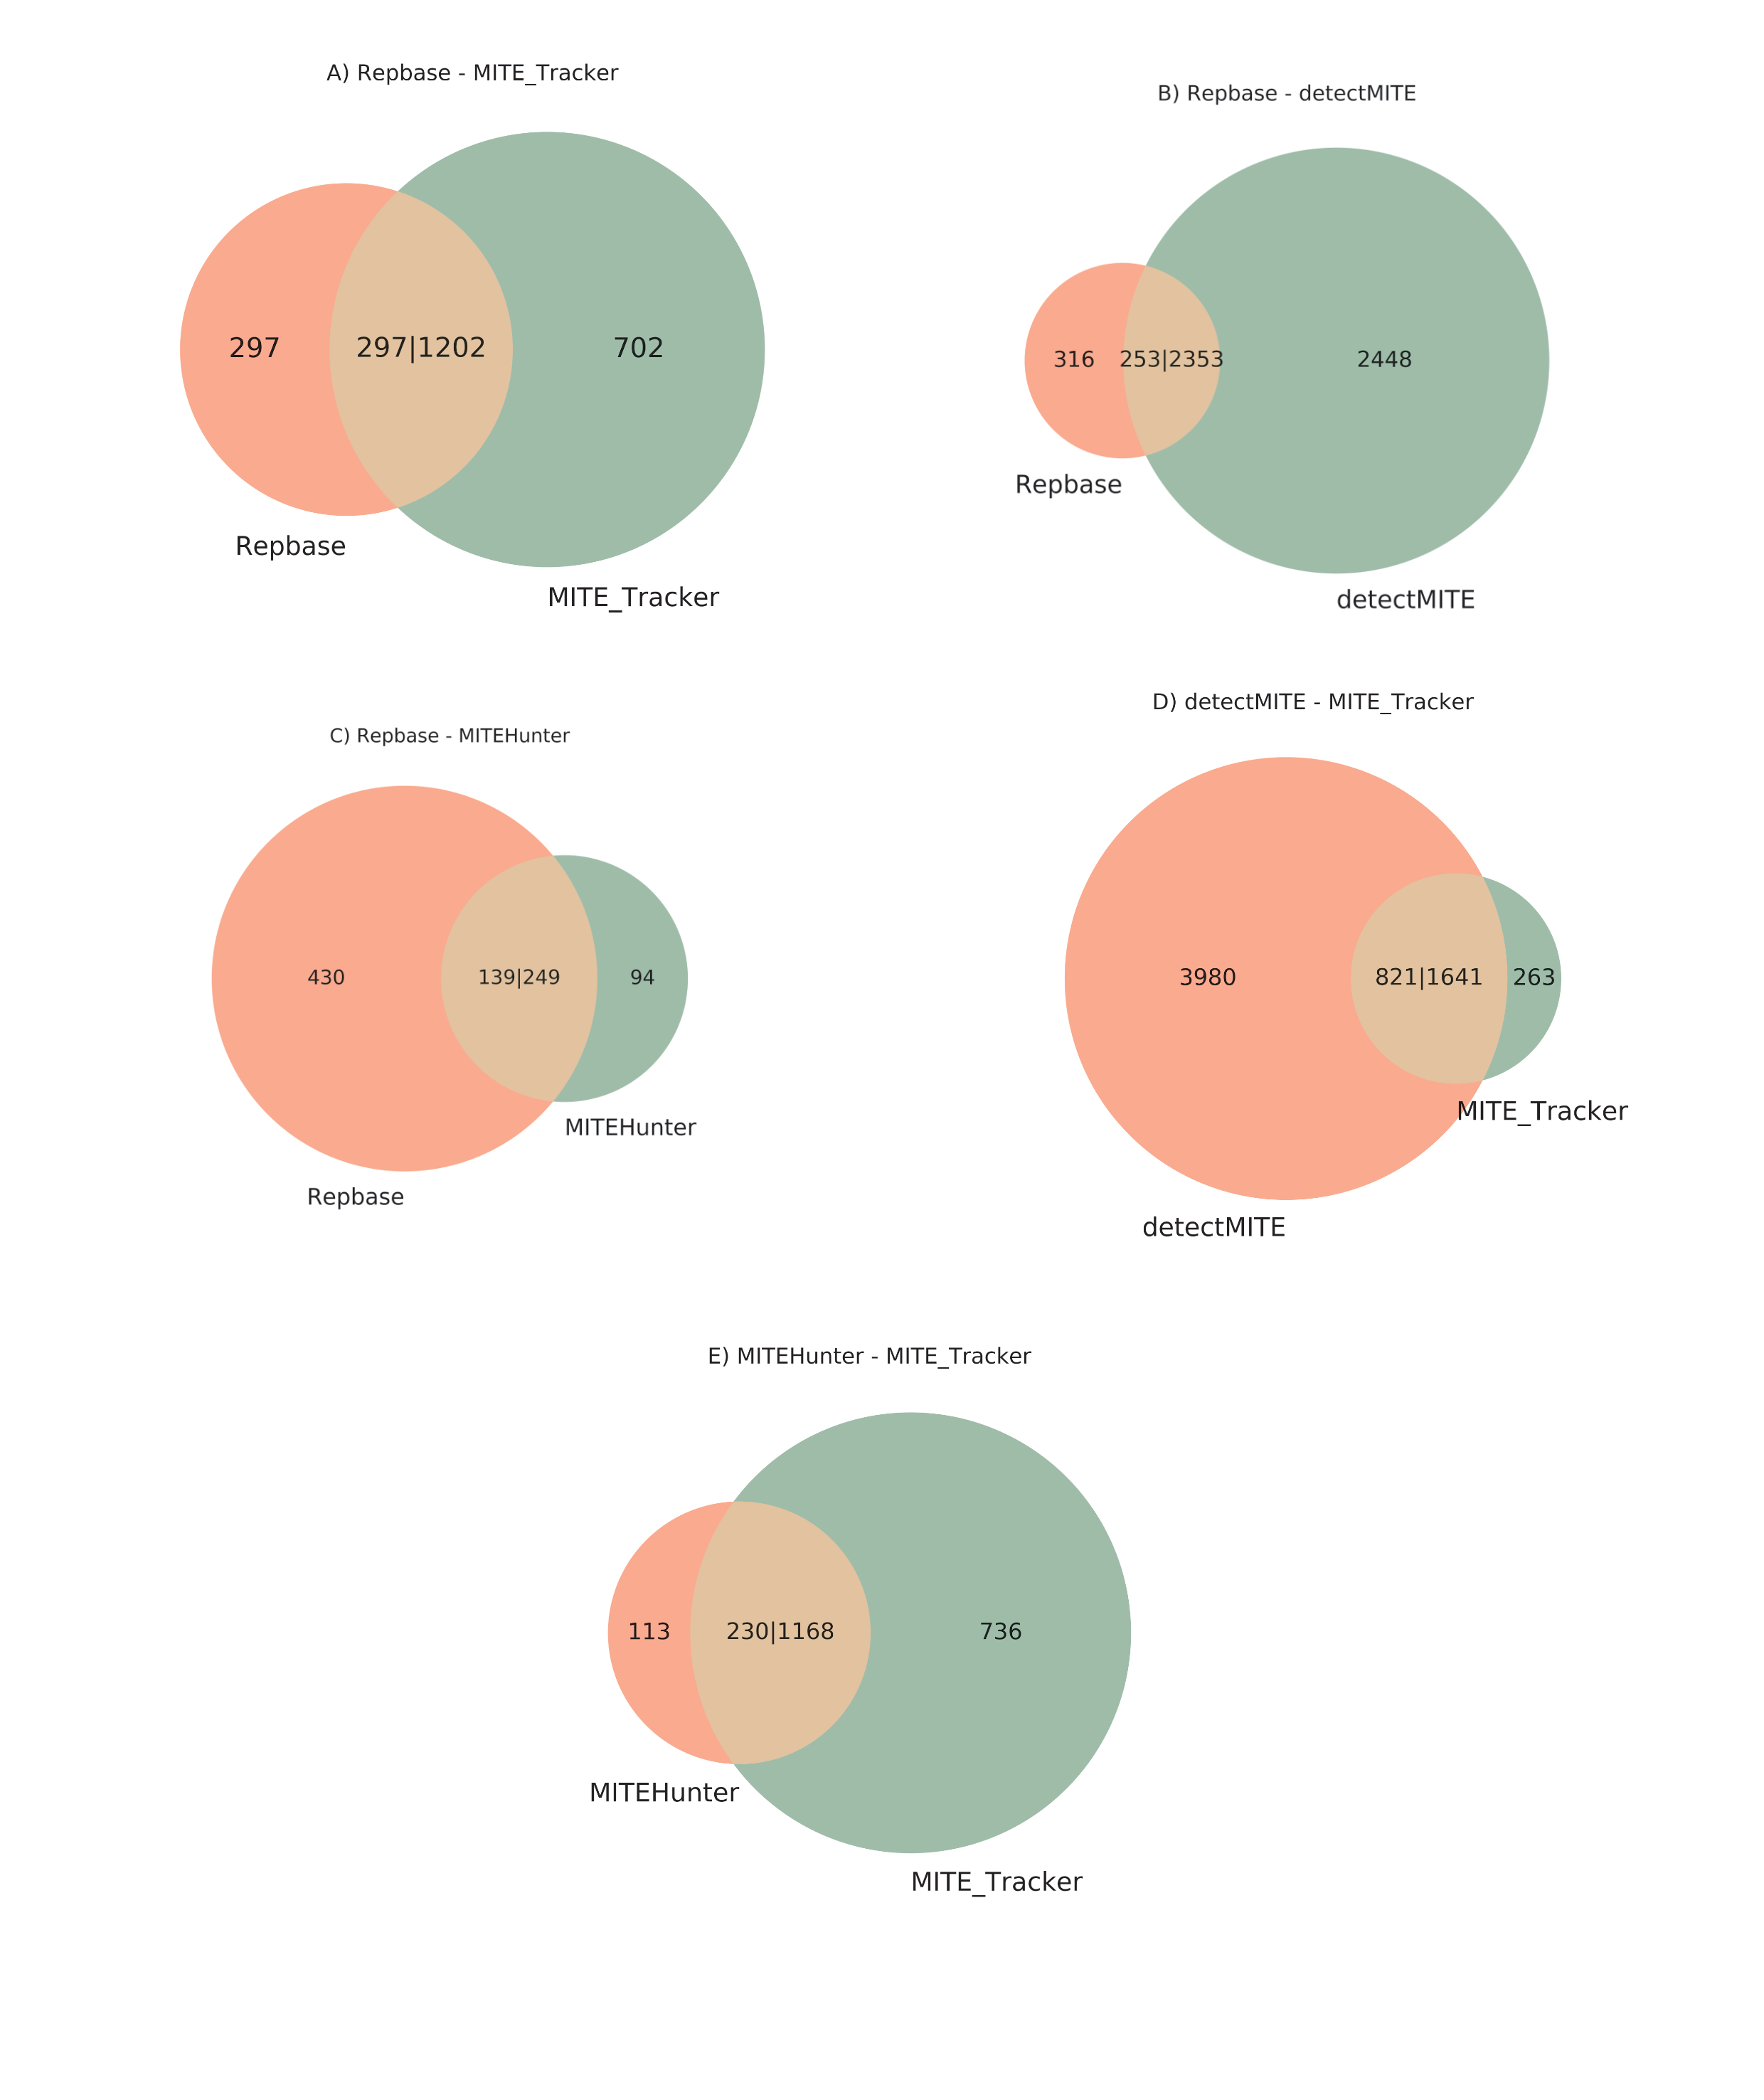 A) Repbase - MITE_Tracker
297
297|1202
702
Repbase
MITE_Tracker
B) Repbase - detectMITE
316
253|2353
2448
Repbase
detectMITE
C) Repbase - MITEHunter
430
139|249
94
MITEHunter
Repbase
D) detectMITE - MITE_Tracker
3980
821|1641
263
MITE_Tracker
detectMITE
E) MITEHunter - MITE_Tracker
113
230|1168
736
MITEHunter
MITE_Tracker